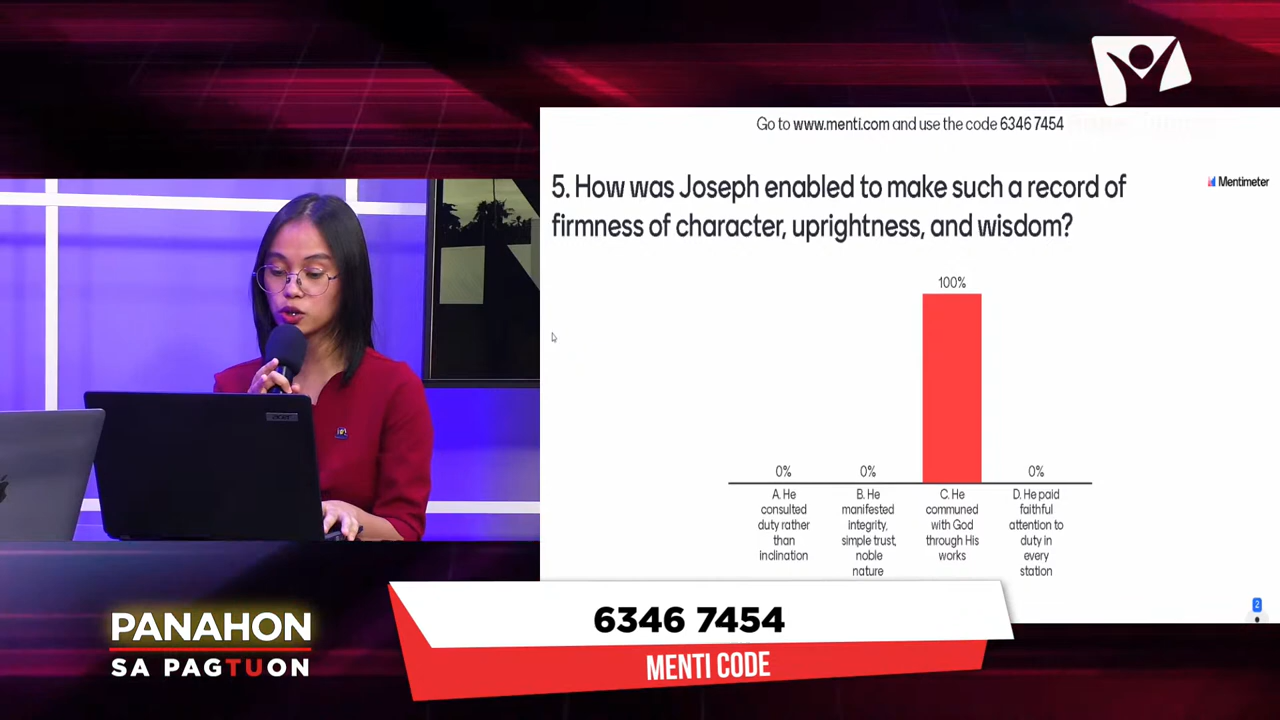 Go to www.menti.com and use the code 6346 7454
5. How was Joseph enabled to make such a record of
firmness of character, uprightness, and wisdom?
Mentimeter
100%
0%
0%
0%
A. He
consulted
duty rather
than
inclination
B. He
manifested
integrity,
simple trust,
noble
nature
C. He
communed
with God
through His
works
D. He paid
faithful
attention to
duty in
every
station
2
acer
PANAHON
SA PAGTUON
6346 7454
MENTI CODE